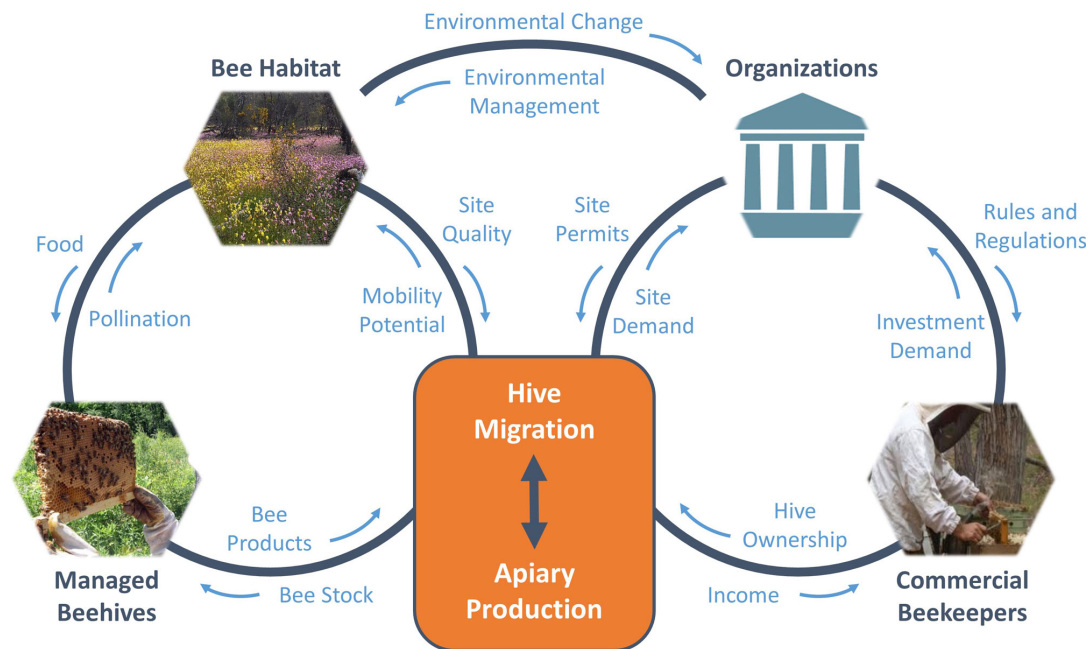 Environmental Change
Bee Habitat
Organizations
Environmental
Management
Site
Quality
Site
Permits
Rules and
Regulations
Food
Pollination
Mobility
Potential
Site
Demand
Investment
Demand
Hive
Migration
Apiary
Production
Bee
Products
Bee Stock
Hive
Ownership
Income
Managed
Beehives
Commercial
Beekeepers